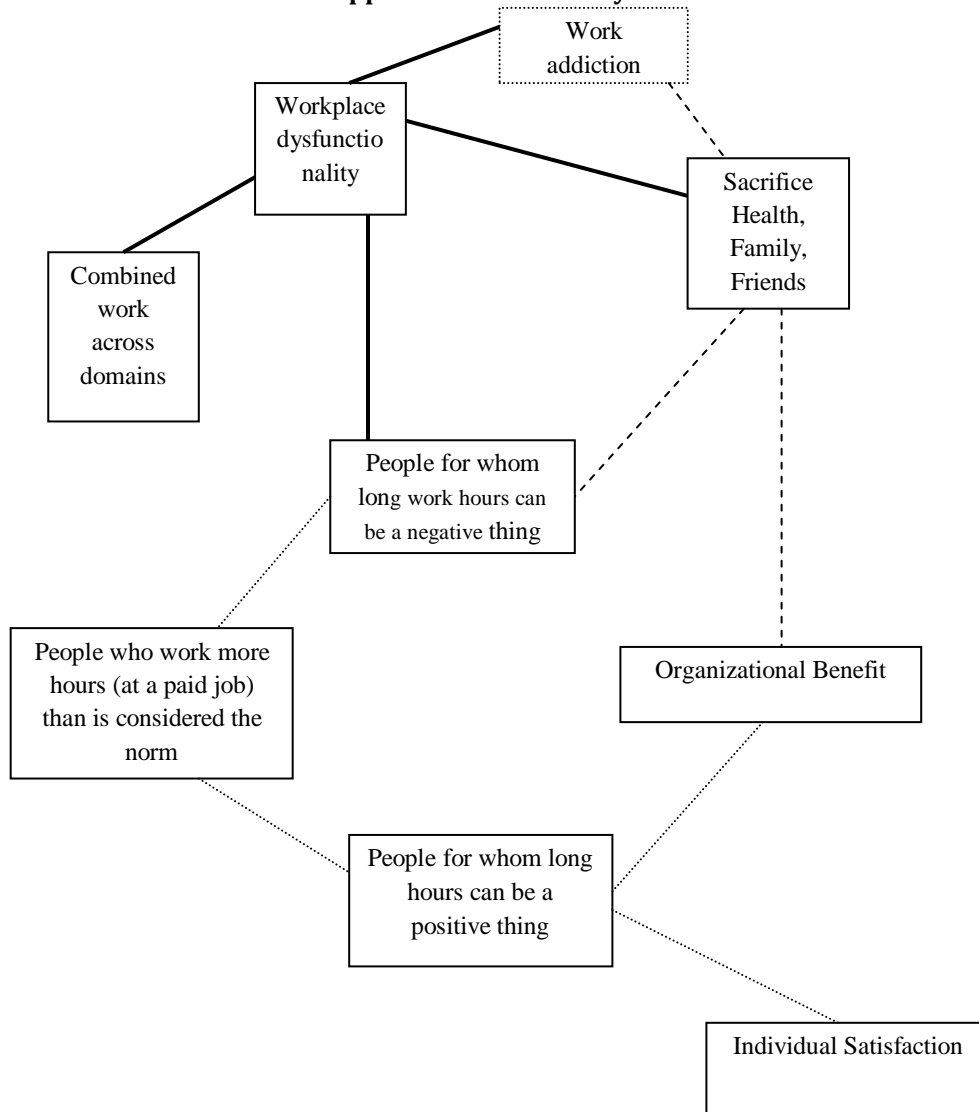 Work
addiction
Workplace
dysfunctio
nality
Sacrifice
Health,
Family,
Friends
Combined
work
across
domains
People for whom
long work hours can
be a negative thing
People who work more
hours (at a paid job)
than is considered the
norm
Organizational Benefit
People for whom long
hours can be a
positive thing
Individual Satisfaction